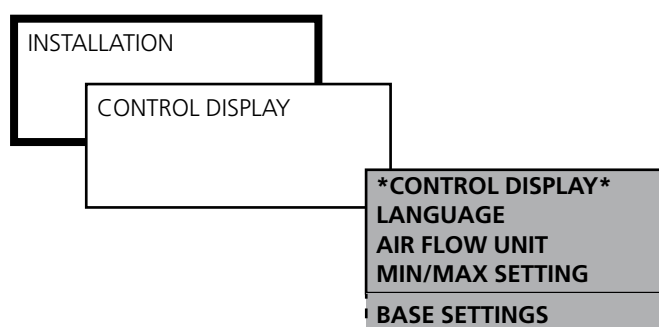 INSTALLATION
CONTROL DISPLAY
*CONTROL DISPLAY*
LANGUAGE
AIR FLOW UNIT
MIN/MAX SETTING
BASE SETTINGS